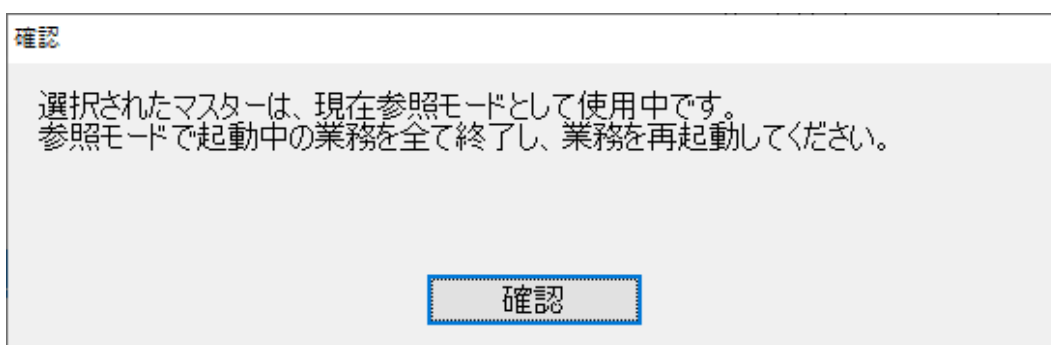 確認
選択されたマスターは、現在参照モードとして使用中です。
参照モードで起動中の業務を全て終了し、業務を再起動してください。
確認